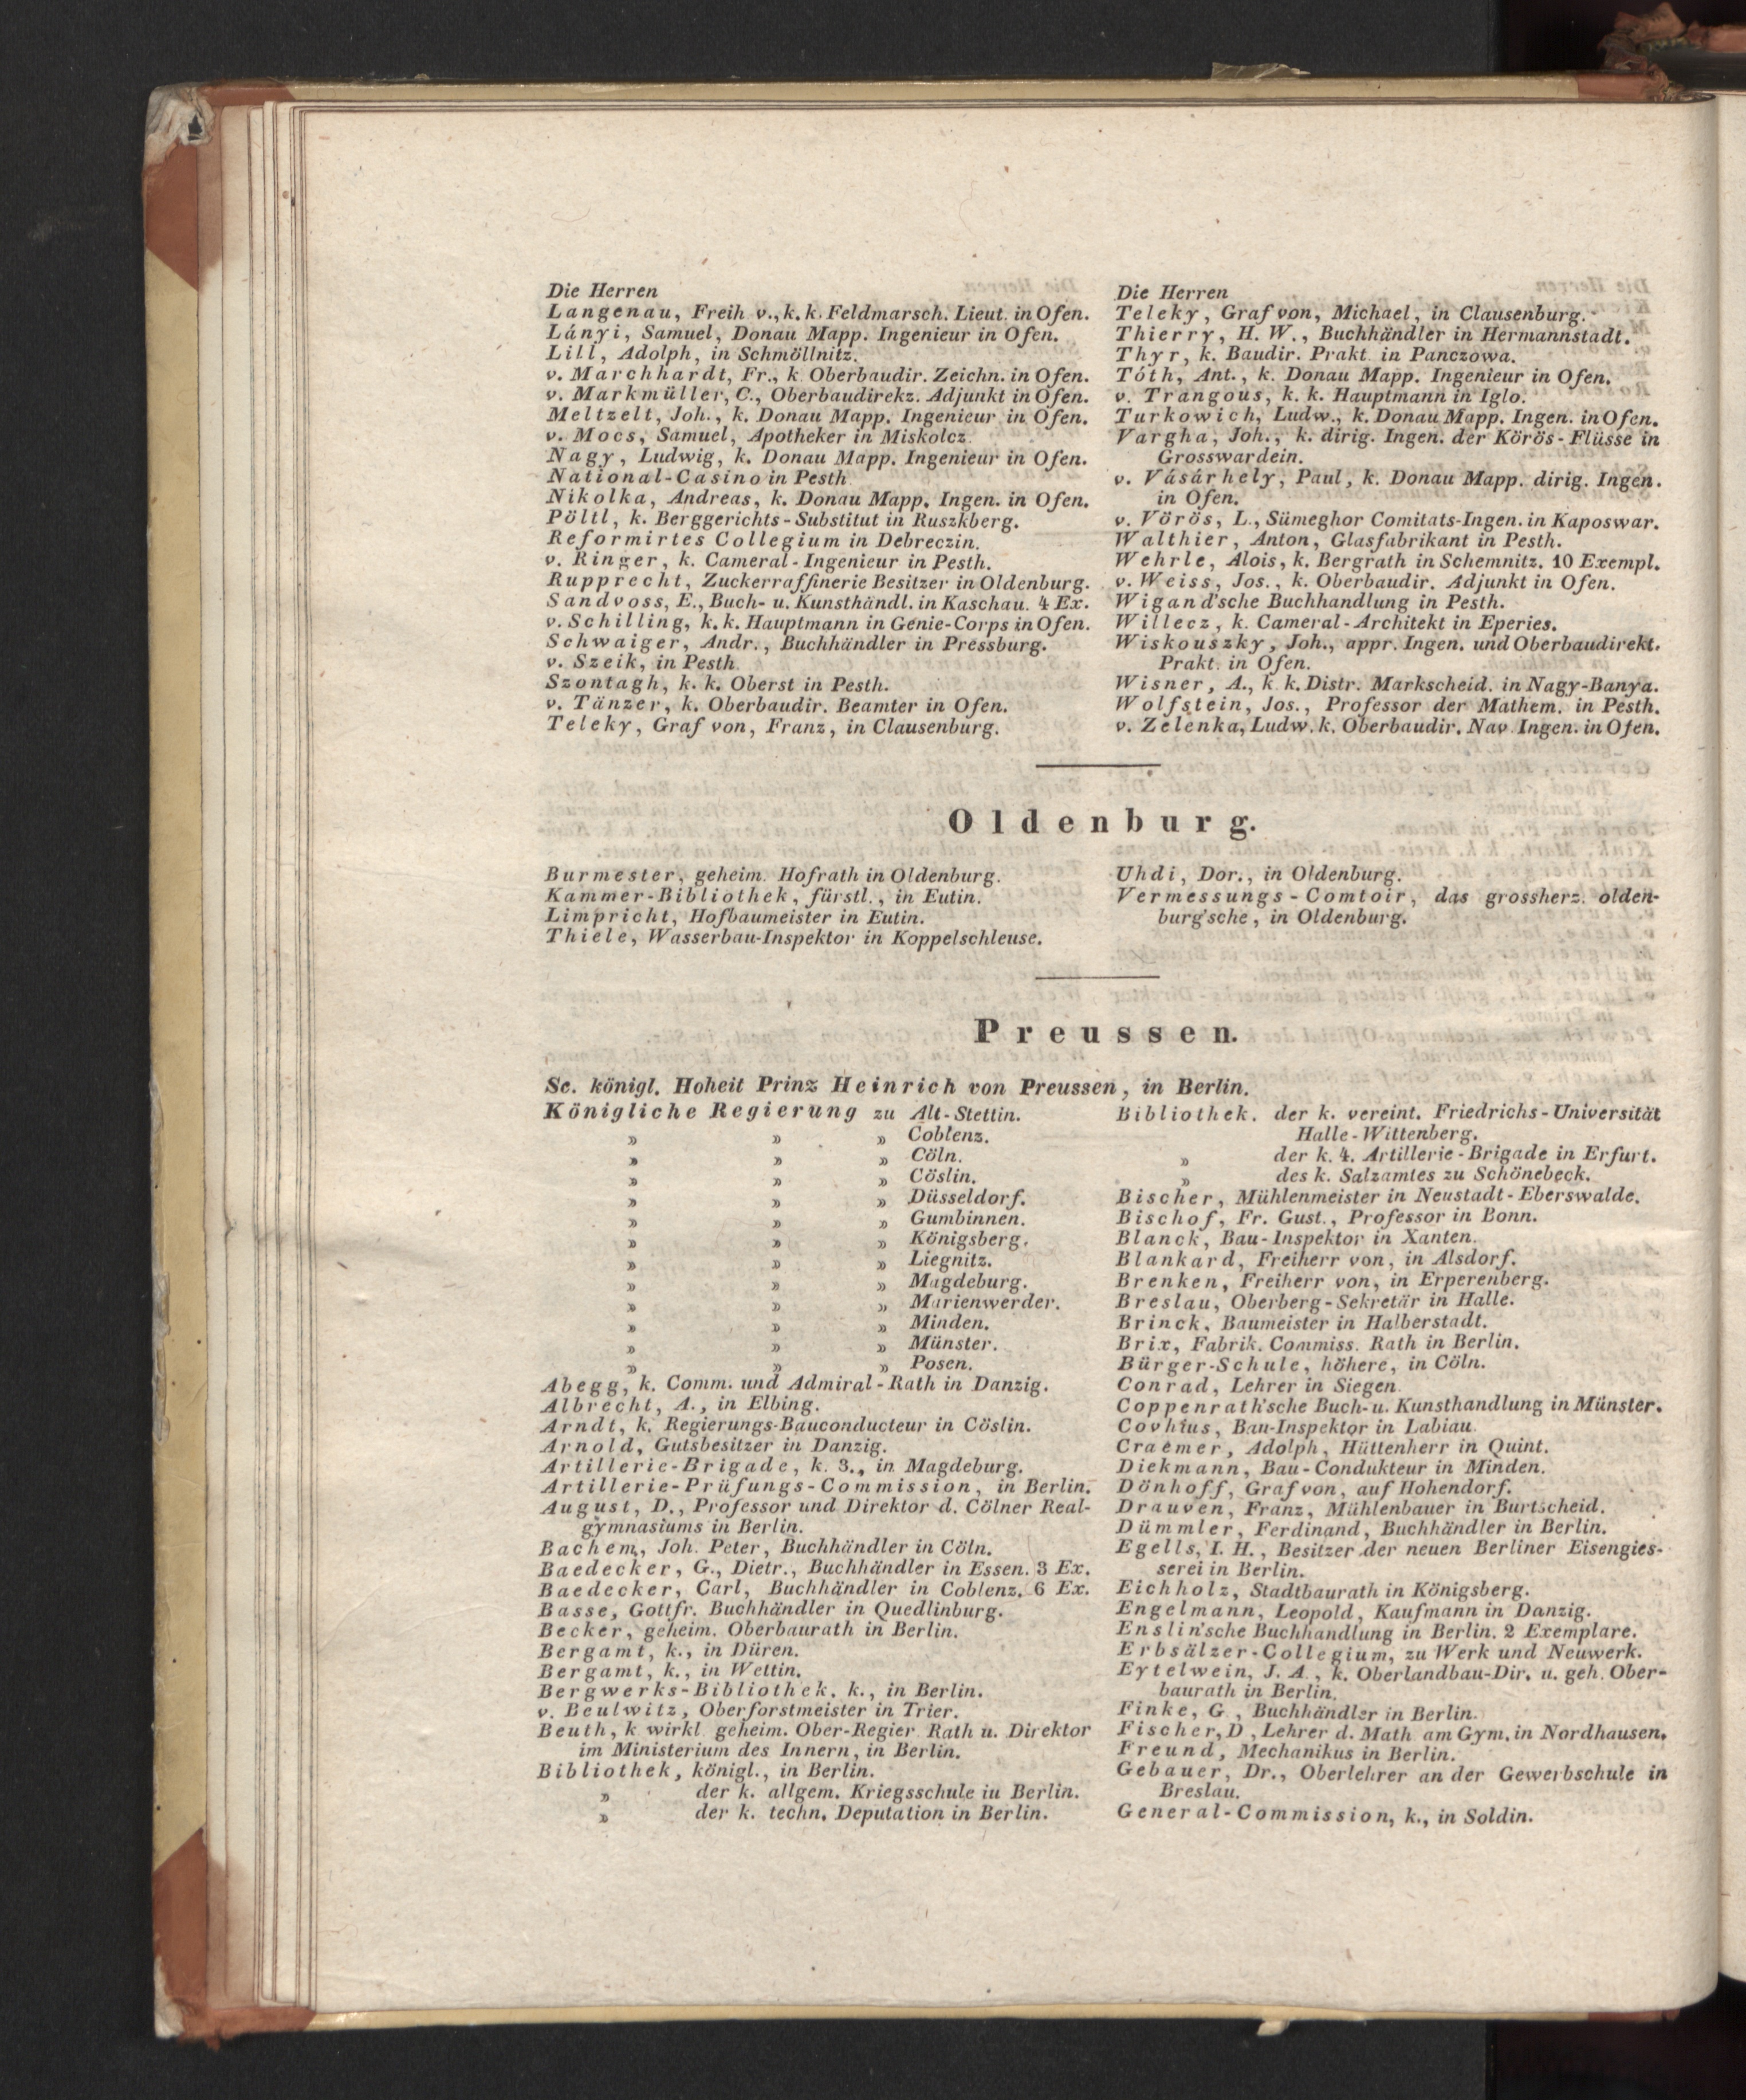 Die Herren
Langenau, Freih v., k. k. Feldmarsch. Lieut. in Ofen.
Lányi, Samuel, Donau Mapp. Ingenieur in Ofen.
Lill, Adolph, in Schmöllnitz.
v. Marchhardt, Fr., k Oberbaudir. Zeichn. in Ofen.
v. Markmüller, C., Oberbaudirekz. Adjunkt in Ofen.
Meltzelt, Joh., k. Donau Mapp. Ingenieur in Ofen.
v. Mocs, Samuel, Apotheker in Miskolcz.
Nagy, Ludwig, k. Donau Mapp. Ingenieur in Ofen.
National-Casino in Pesth
Nikolka, Andreas, k. Donau Mapp. Ingen. in Ofen.
Pöltl, k. Berggerichts-Substitut in Ruszkberg.
Reformirtes Collegium in Debreczin.
v. Ringer, k. Cameral-Ingenieur in Pesth.
Rupprecht, Zuckerraffinerie Besitzer in Oldenburg.
Sandvoss, E., Buch- u. Kunsthändl. in Kaschau. 4 Ex.
v. Schilling, k. k. Hauptmann in Genie-Corps in Ofen.
Schwaiger, Andr., Buchhändler in Pressburg.
v. Szeik, in Pesth
Szontagh, k. k. Oberst in Pesth.
v. Tänzer, k. Oberbaudir. Beamter in Ofen.
Teleky, Graf von, Franz, in Clausenburg.
Die Herren
Teleky, Graf von, Michael, in Clausenburg.
Thierry, H. W., Buchhändler in Hermannstadt.
Thyr, k. Baudir. Prakt. in Panczowa.
Tóth, Ant., k. Donau Mapp. Ingenieur in Ofen.
v. Trangous, k. k. Hauptmann in Iglo.
Turkowich, Ludw., k. Donau Mapp. Ingen. in Ofen.
Vargha, Joh., k. dirig. Ingen. der Körös-Flüsse in
Grosswardein.
v. Vásárhely, Paul, k. Donau Mapp. dirig. Ingen.
in Ofen.
v. Vörös, L., Sümeghor Comitats-Ingen. in Kaposwar.
Walthier, Anton, Glasfabrikant in Pesth.
Wehrle, Alois, k. Bergrath in Schemnitz. 10 Exempl.
v. Weiss, Jos., k. Oberbaudir. Adjunkt in Ofen.
Wigand'sche Buchhandlung in Pesth.
Willecz, k. Cameral-Architekt in Eperies.
Wiskouszky, Joh., appr. Ingen. und Oberbaudirekt.
Prakt. in Ofen.
Wisner, A., k k. Distr. Markscheid. in Nagy-Banya.
Wolfstein, Jos., Professor der Mathem. in Pesth.
v. Zelenka, Ludw. k. Oberbaudir. Nav Ingen. in Ofen.
Oldenburg.
Burmester, geheim. Hofrath in Oldenburg.
Kammer-Bibliothek, fürstl., in Eutin.
Limpricht, Hofbaumeister in Eutin.
Thiele, Wasserbau-Inspektor in Koppelschleuse.
Uhdi, Dor., in Oldenburg.
Vermessungs-Comtoir, das grossherz. olden-
burg'sche, in Oldenburg.
Preussen.
Se. königl. Hoheit Prinz Heinrich von Preussen, in Berlin.
Königliche Regierung zu Alt-Stettin.
» » » Coblenz.
» » » Cöln.
» » » Cöslin.
» » » Düsseldorf.
» » » Gumbinnen.
» » » Königsberg.
» » » Liegnitz.
» » » Magdeburg.
» » » Marienwerder.
» » » Minden.
» » » Münster.
» » » Posen.
Abegg, k. Comm. und Admiral-Rath in Danzig.
Albrecht, A., in Elbing.
Arndt, k. Regierungs-Bauconducteur in Cöslin.
Arnold, Gutsbesitzer in Danzig.
Artillerie-Brigade, k. 3., in Magdeburg.
Artillerie-Prüfungs-Commission, in Berlin.
August, D., Professor und Direktor d. Cölner Real-
gymnasiums in Berlin.
Bachem, Joh. Peter, Buchhändler in Cöln.
Baedecker, G., Dietr., Buchhändler in Essen. 3 Ex.
Baedecker, Carl, Buchhändler in Coblenz. 6 Ex.
Basse, Gottfr. Buchhändler in Quedlinburg.
Becker, geheim. Oberbaurath in Berlin.
Bergamt, k., in Düren.
Bergamt, k., in Wettin.
Bergwerks-Bibliothek, k., in Berlin.
v. Beulwitz, Oberforstmeister in Trier.
Beuth, k wirkl geheim. Ober-Regier Rath u. Direktor
im Ministerium des Innern, in Berlin.
Bibliothek, königl., in Berlin.
» der k. allgem. Kriegsschule in Berlin.
» der k. techn. Deputation in Berlin.
Bibliothek. der k. vereint. Friedrichs-Universität
Halle-Wittenberg.
» der k. 4. Artillerie-Brigade in Erfurt.
» des k. Salzamtes zu Schönebeck.
Bischer, Mühlenmeister in Neustadt-Eberswalde.
Bischof, Fr. Gust., Professor in Bonn.
Blanck, Bau-Inspektor in Xanten.
Blankard, Freiherr von, in Alsdorf.
Brenken, Freiherr von, in Erperenberg.
Breslau, Oberberg-Sekretär in Halle.
Brinck, Baumeister in Halberstadt.
Brix, Fabrik. Commiss. Rath in Berlin.
Bürger-Schule, höhere, in Cöln.
Conrad, Lehrer in Siegen.
Coppenrath'sche Buch- u. Kunsthandlung in Münster.
Covhius, Bau-Inspektor in Labiau.
Craemer, Adolph, Hüttenherr in Quint.
Diekmann, Bau-Condukteur in Minden.
Dönhoff, Graf von, auf Hohendorf.
Drauven, Franz, Mühlenbauer in Burtscheid.
Dümmler, Ferdinand, Buchhändler in Berlin.
Egells, I. H., Besitzer der neuen Berliner Eisengies-
serei in Berlin.
Eichholz, Stadtbaurath in Königsberg.
Engelmann, Leopold, Kaufmann in Danzig.
Enslin'sche Buchhandlung in Berlin. 2 Exemplare.
Erbsälzer-Collegium, zu Werk und Neuwerk.
Eytelwein, J. A., k. Oberlandbau-Dir. u. geh. Ober-
baurath in Berlin.
Finke, G., Buchhändler in Berlin.
Fischer, D, Lehrer d. Math am Gym. in Nordhausen.
Freund, Mechanikus in Berlin.
Gebauer, Dr., Oberlehrer an der Gewerbschule in
Breslau.
General-Commission, k., in Soldin.